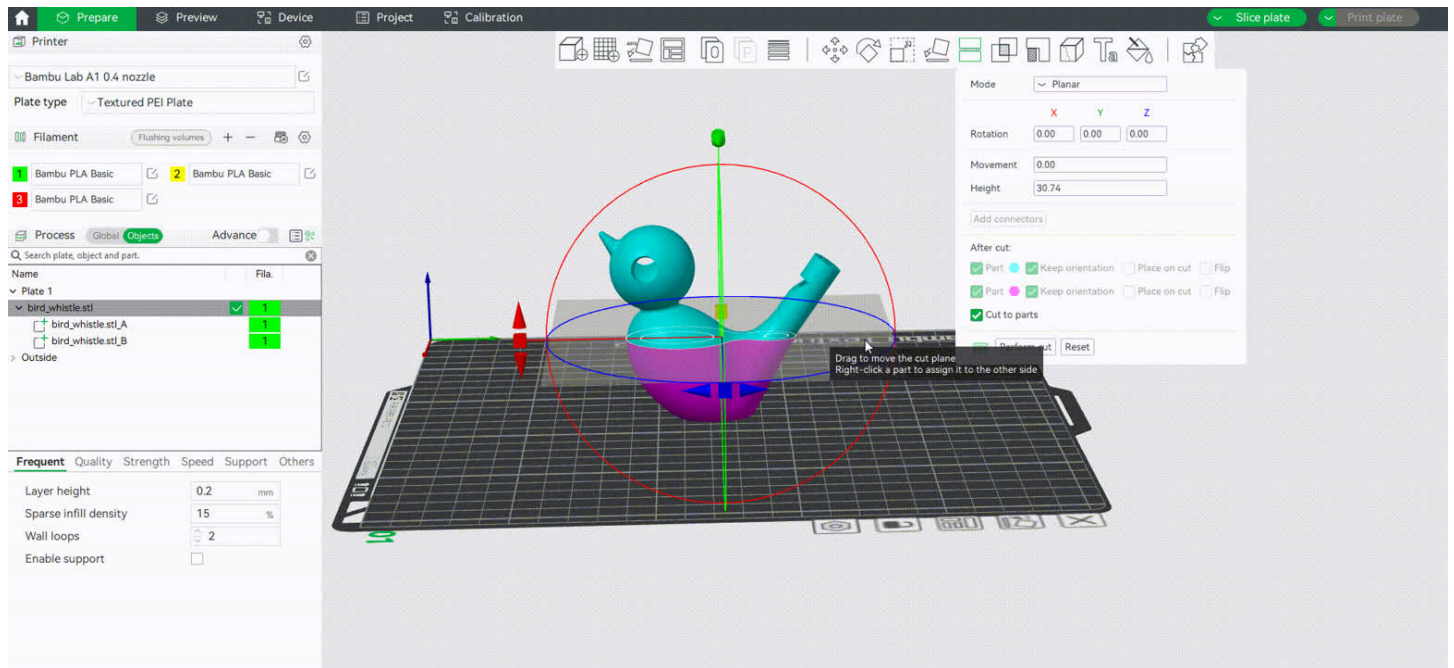 Prepare Preview Device Project Calibration Slice plate Print plate
Printer
Bambu Lab A1 0.4 nozzle
Plate type Textured PEI Plate
Filament Flushing volumes + −
1 Bambu PLA Basic 2 Bambu PLA Basic
3 Bambu PLA Basic
Process Global Objects Advance
Search plate, object and part.
Name Fila.
Plate 1
bird_whistle.stl 1
bird_whistle.stl_A 1
bird_whistle.stl_B 1
Outside
Frequent Quality Strength Speed Support Others
Layer height 0.2 mm
Sparse infill density 15 %
Wall loops 2
Enable support
Mode Planar
X Y Z
Rotation 0.00 0.00 0.00
Movement 0.00
Height 30.74
Add connectors
After cut:
Part Keep orientation Place on cut Flip
Part Keep orientation Place on cut Flip
Cut to parts
Perform cut Reset
Drag to move the cut plane
Right-click a part to assign it to the other side
01